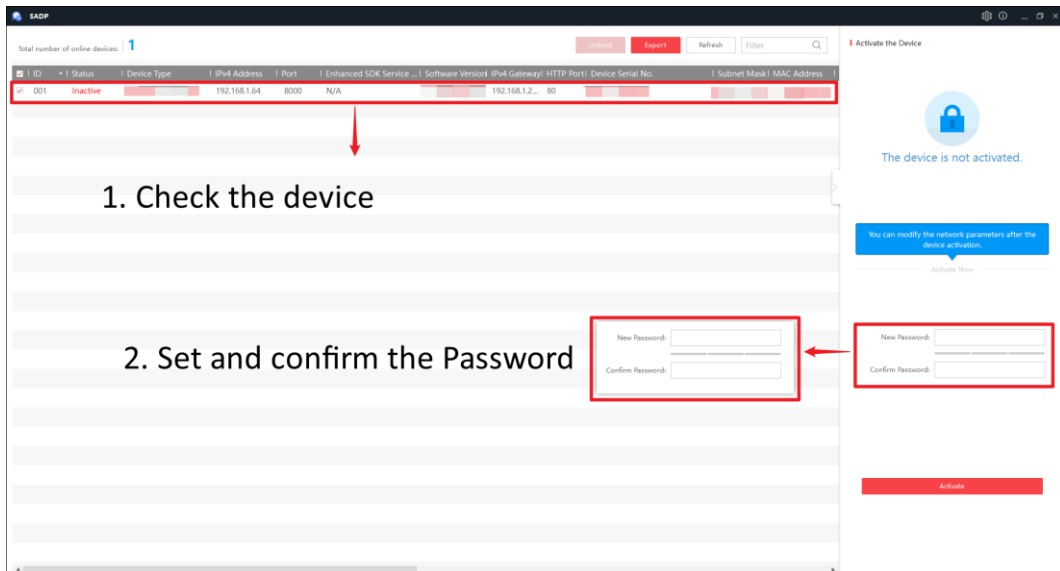 SADP
Total number of online devices: 1
Unbind
Export
Refresh
Filter
ID
Status
Device Type
IPv4 Address
Port
Enhanced SDK Service ...
Software Version
IPv4 Gateway
HTTP Port
Device Serial No.
Subnet Mask
MAC Address
001
Inactive
192.168.1.64
8000
N/A
192.168.1.2...
80
1. Check the device
2. Set and confirm the Password
New Password:
Confirm Password:
Activate the Device
The device is not activated.
You can modify the network parameters after the
device activation.
Activate Now
New Password:
Confirm Password:
Activate